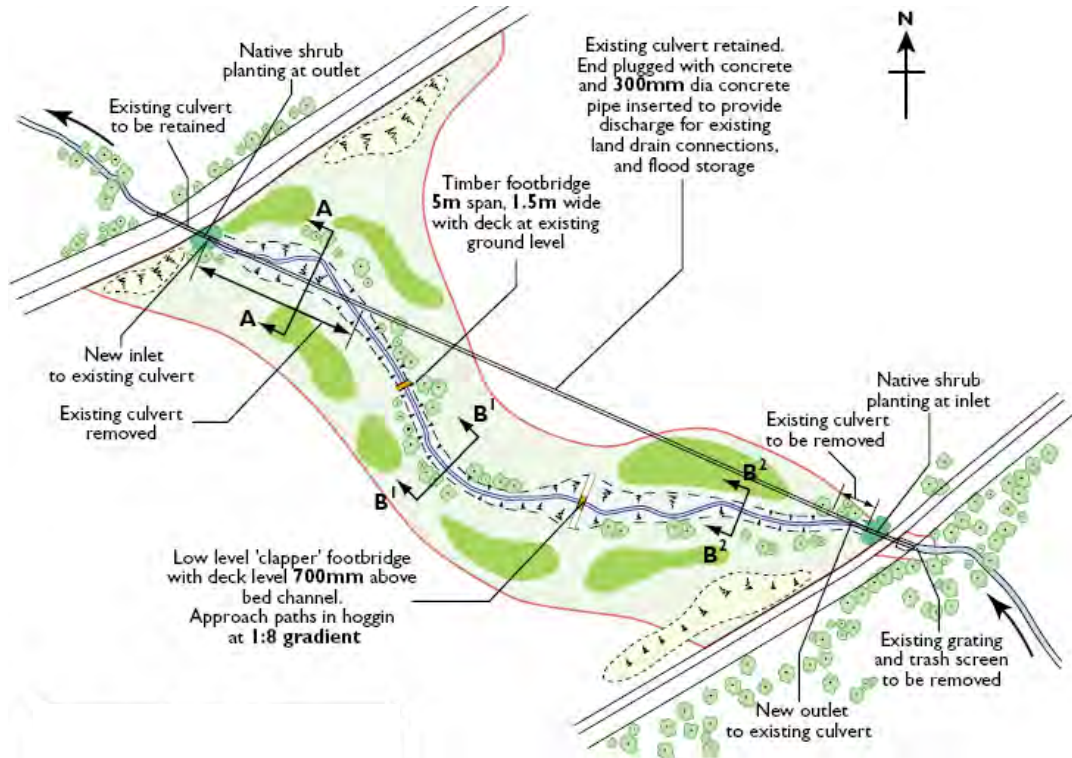 Native shrub
planting at outlet
Existing culvert
to be retained
Existing culvert retained.
End plugged with concrete
and 300mm dia concrete
pipe inserted to provide
discharge for existing
land drain connections,
and flood storage
N
Timber footbridge
5m span, 1.5m wide
with deck at existing
ground level
A
A
New inlet
to existing culvert
Existing culvert
removed
B1
B1
Native shrub
planting at inlet
Existing culvert
to be removed
B2
B2
Low level 'clapper' footbridge
with deck level 700mm above
bed channel.
Approach paths in hoggin
at 1:8 gradient
Existing grating
and trash screen
to be removed
New outlet
to existing culvert